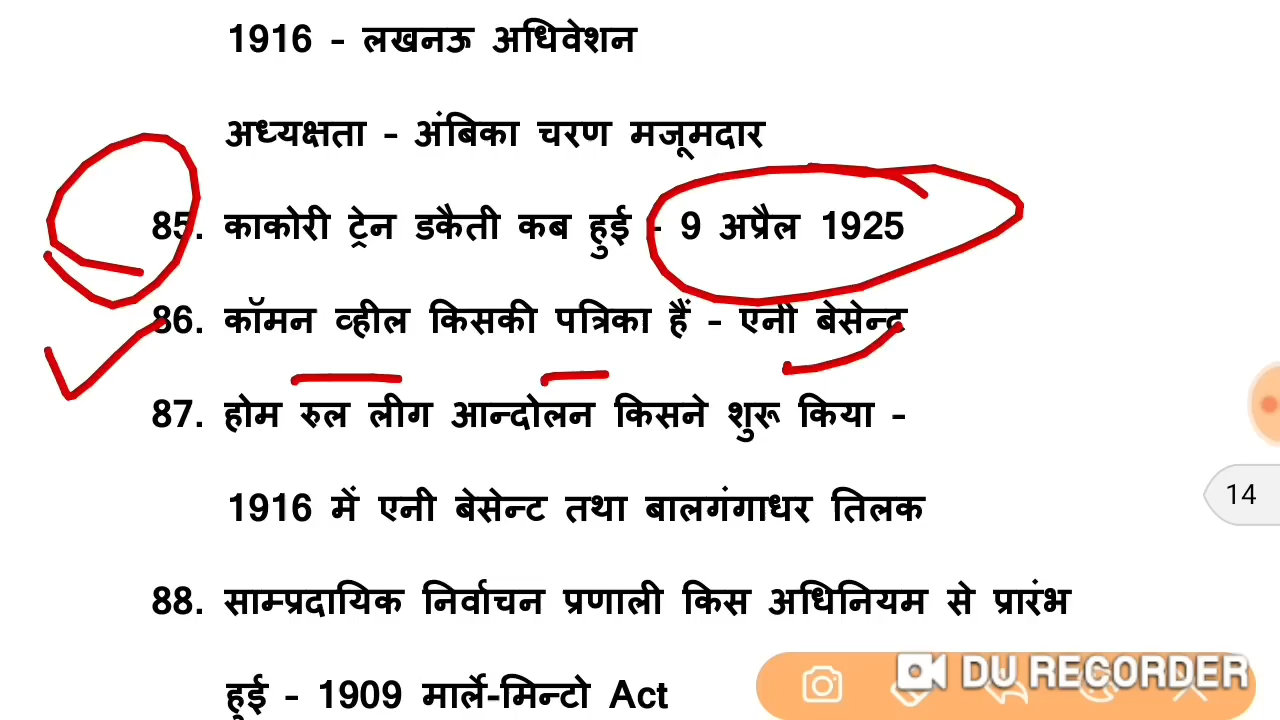 1916 - लखनऊ अधिवेशन
अध्यक्षता - अंबिका चरण मजूमदार
85. काकोरी ट्रेन डकैती कब हुई - 9 अप्रैल 1925
86. कॉमन व्हील किसकी पत्रिका हैं - एनी बेसेन्ट
87. होम रुल लीग आन्दोलन किसने शुरू किया -
1916 में एनी बेसेन्ट तथा बालगंगाधर तिलक
14
88. साम्प्रदायिक निर्वाचन प्रणाली किस अधिनियम से प्रारंभ
हुई - 1909 मार्ले-मिन्टो Act
DU RECORDER